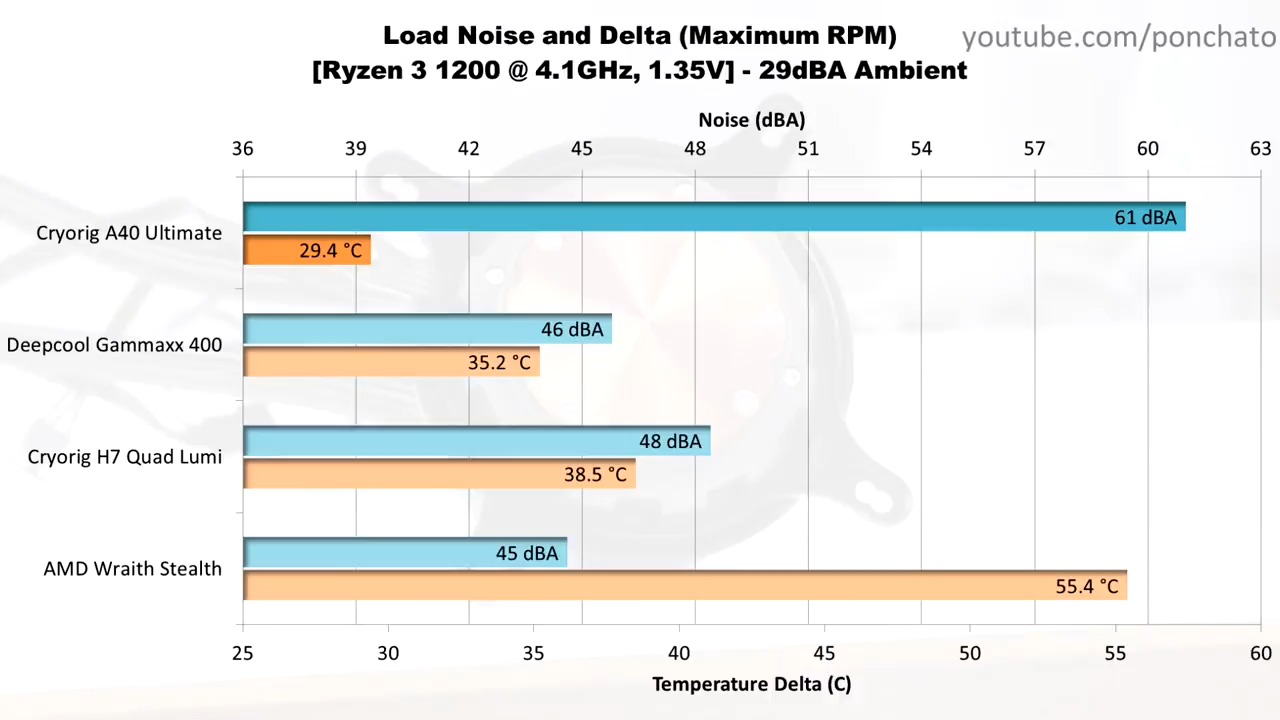 Load Noise and Delta (Maximum RPM)
youtube.com/ponchato
[Ryzen 3 1200 @ 4.1GHz, 1.35V] - 29dBA Ambient
Noise (dBA)
36 39 42 45 48 51 54 57 60 63
Cryorig A40 Ultimate
61 dBA
29.4 °C
Deepcool Gammaxx 400
46 dBA
35.2 °C
Cryorig H7 Quad Lumi
48 dBA
38.5 °C
AMD Wraith Stealth
45 dBA
55.4 °C
25 30 35 40 45 50 55 60
Temperature Delta (C)